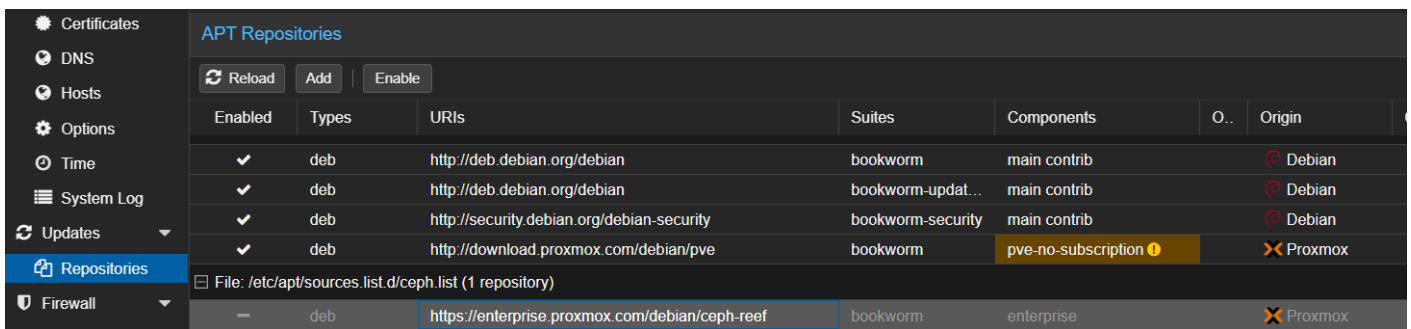 Certificates
APT Repositories
DNS
Reload Add Enable
Hosts
Options
Enabled Types URIs Suites Components O.. Origin
Time
deb http://deb.debian.org/debian bookworm main contrib Debian
System Log
deb http://deb.debian.org/debian bookworm-updat... main contrib Debian
deb http://security.debian.org/debian-security bookworm-security main contrib Debian
Updates
deb http://download.proxmox.com/debian/pve bookworm pve-no-subscription Proxmox
Repositories
File: /etc/apt/sources.list.d/ceph.list (1 repository)
Firewall
deb https://enterprise.proxmox.com/debian/ceph-reef bookworm enterprise Proxmox